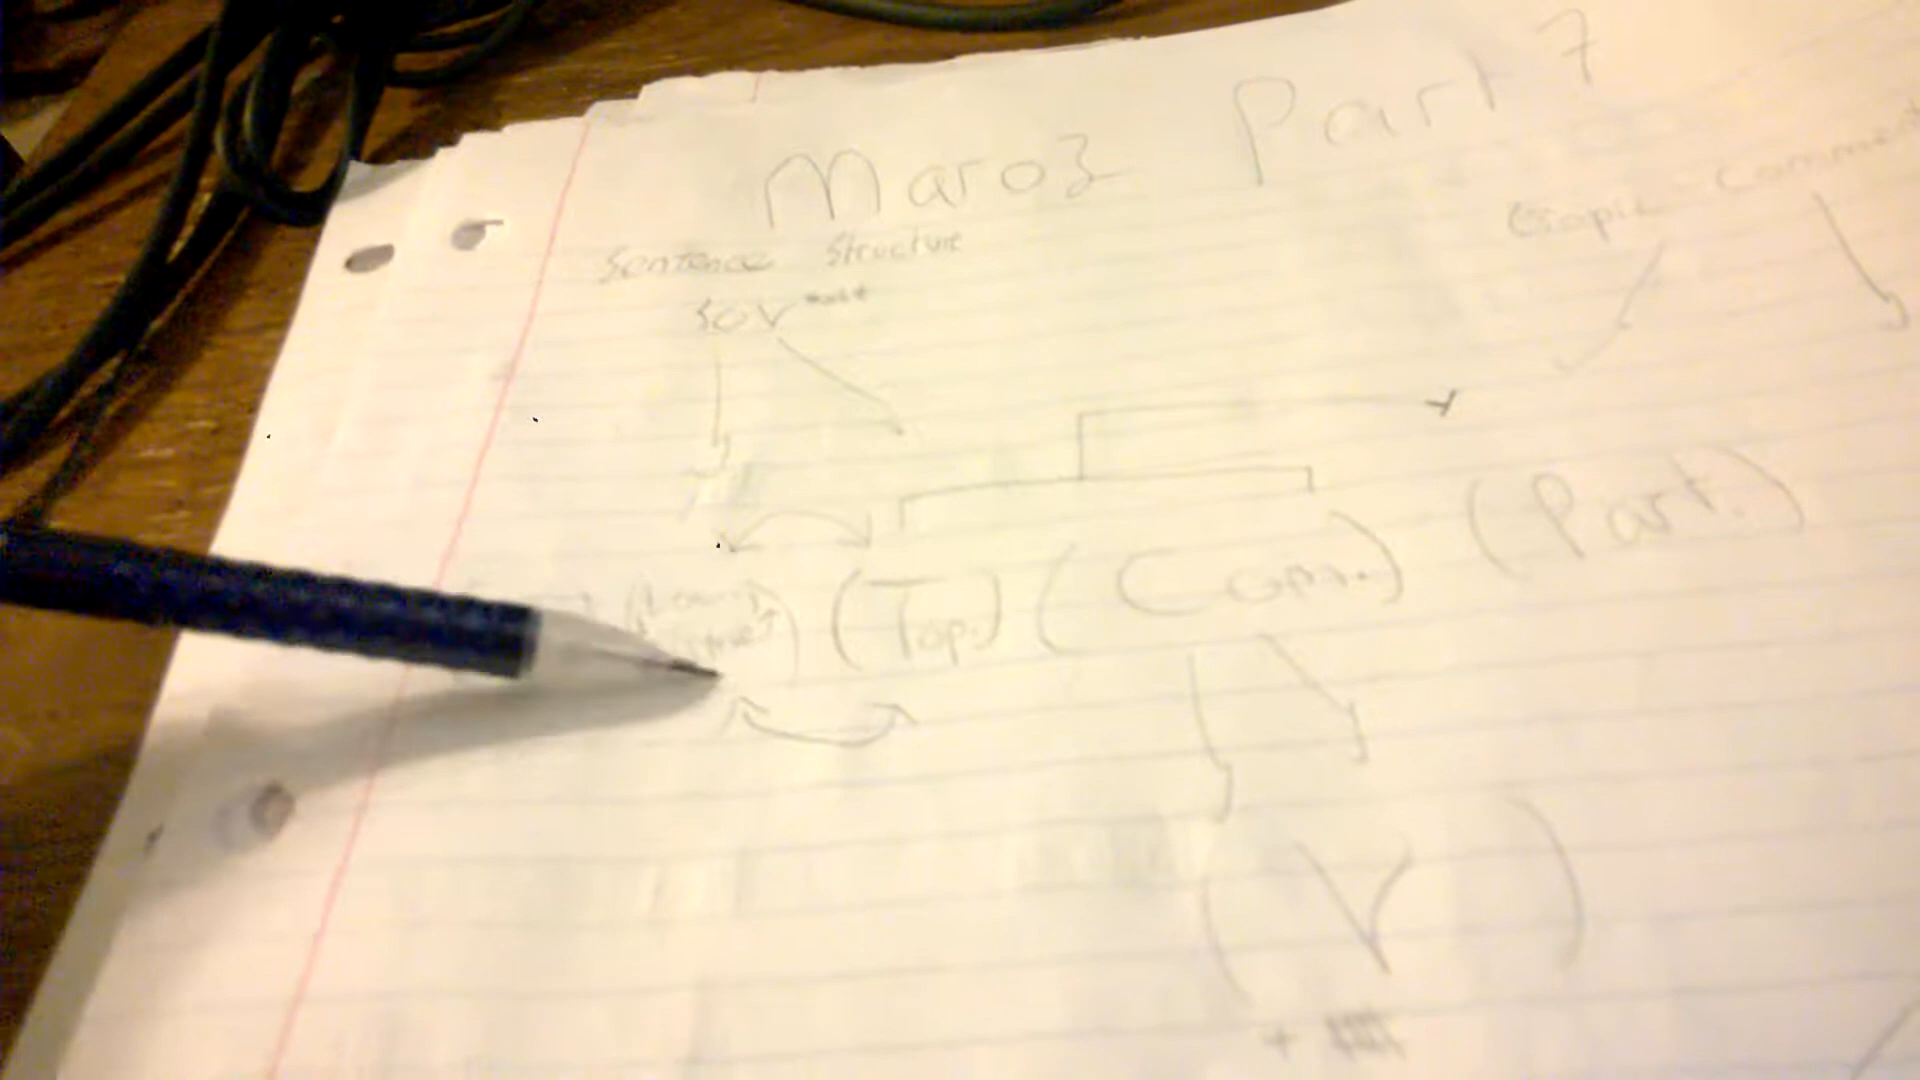 Maroz Part 7
Topic - Comment
Sentence Structure
SOV
(Top.) (Com.) (Part.)
( V )
+